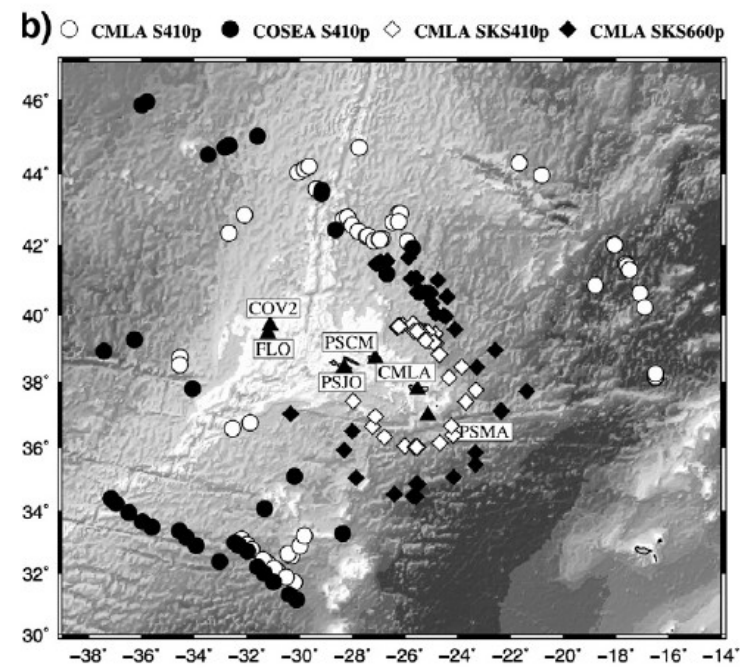 b) CMLA S410p COSEA S410p CMLA SKS410p CMLA SKS660p
46°
44°
42°
40°
38°
36°
34°
32°
30°
COV2
FLO
PSCM
PSJO
CMLA
PSMA
-38° -36° -34° -32° -30° -28° -26° -24° -22° -20° -18° -16° -14°